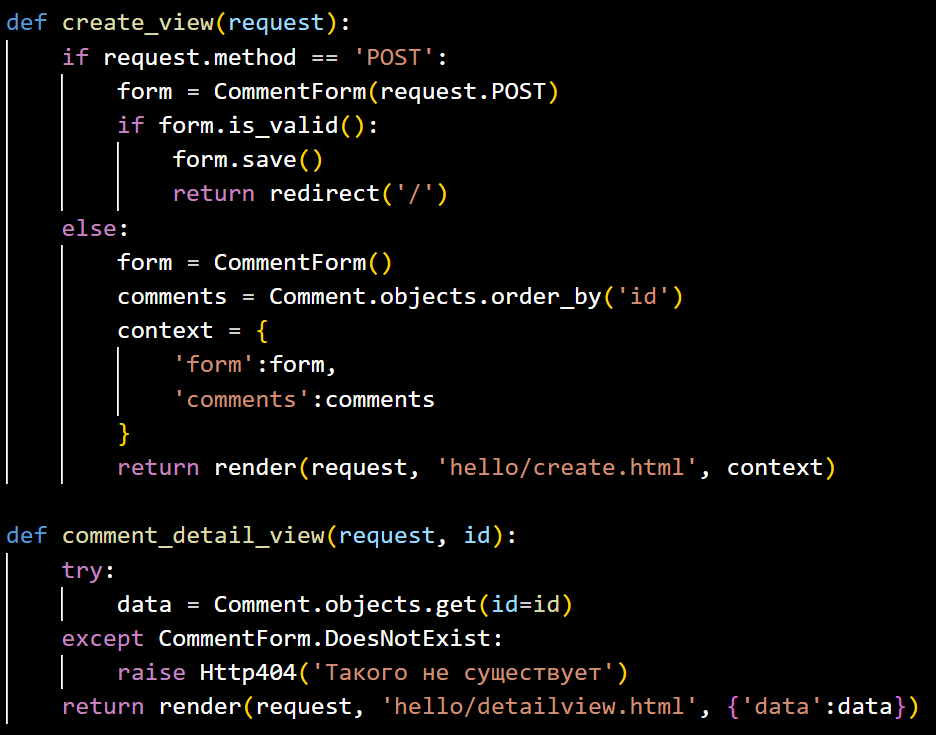 def create_view(request):
    if request.method == 'POST':
        form = CommentForm(request.POST)
        if form.is_valid():
            form.save()
            return redirect('/')
    else:
        form = CommentForm()
        comments = Comment.objects.order_by('id')
        context = {
            'form':form,
            'comments':comments
        }
        return render(request, 'hello/create.html', context)

def comment_detail_view(request, id):
    try:
        data = Comment.objects.get(id=id)
    except CommentForm.DoesNotExist:
        raise Http404('Такого не существует')
    return render(request, 'hello/detailview.html', {'data':data})